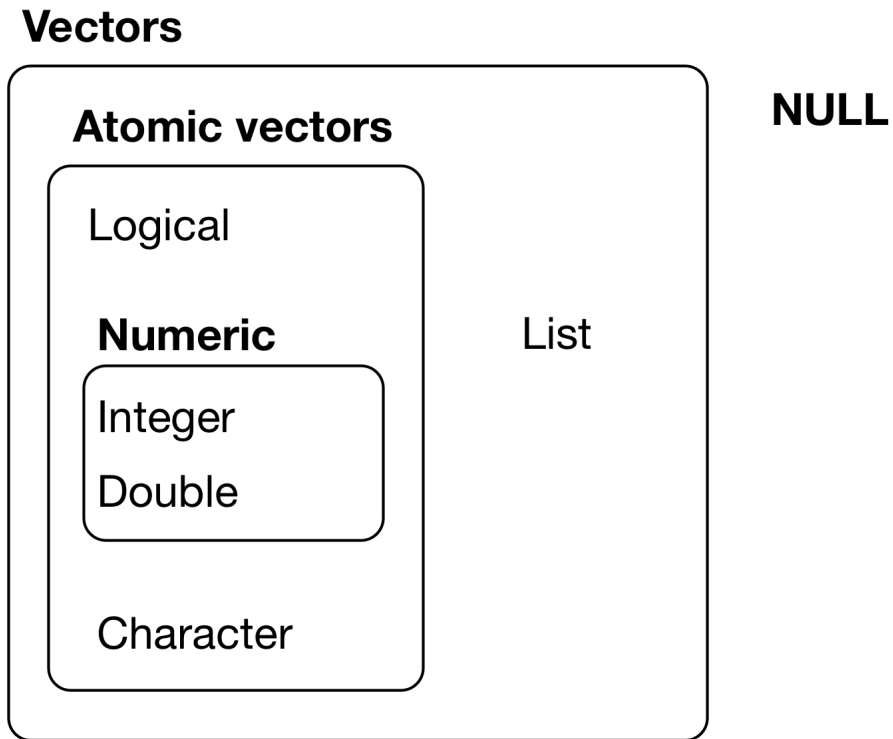 Vectors
NULL
Atomic vectors
Logical
Numeric
List
Integer
Double
Character